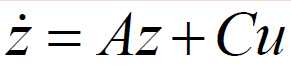 ż = Az + Cu